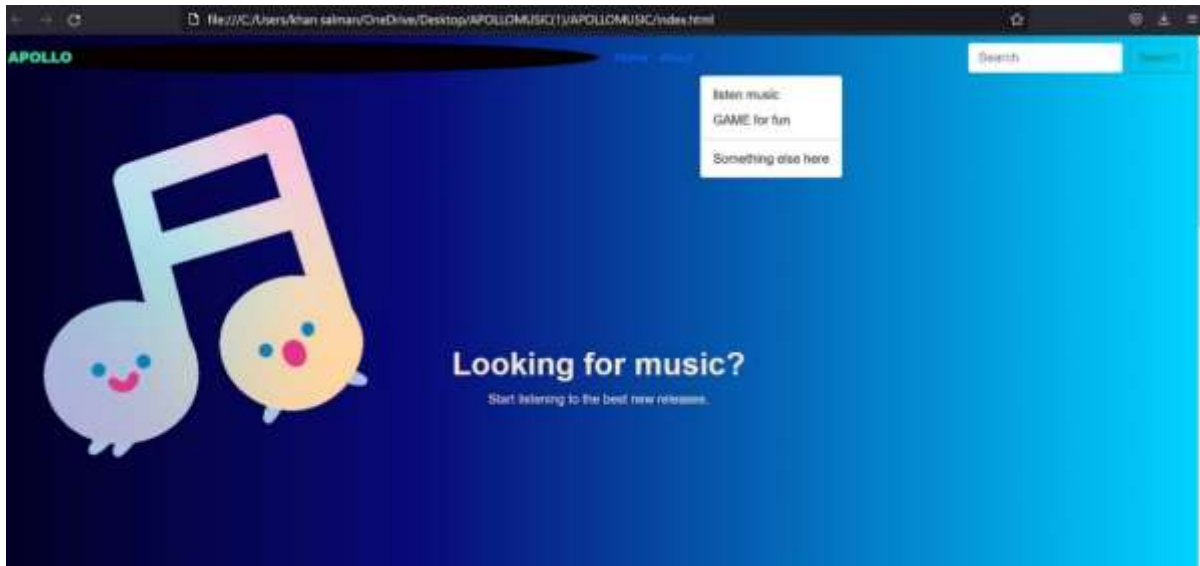 file:///C:/Users/khan salman/OneDrive/Desktop/APOLLOMUSIC(1)/APOLLOMUSIC/index.html
APOLLO
Home About
Search
Search
listen music
GAME for fun
Something else here
Looking for music?
Start listening to the best new releases.